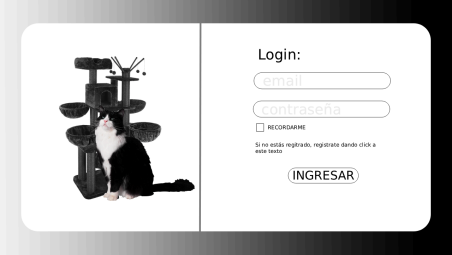 Login:
email
contraseña
RECORDARME
Si no estás regitrado, registrate dando click a
este texto
INGRESAR